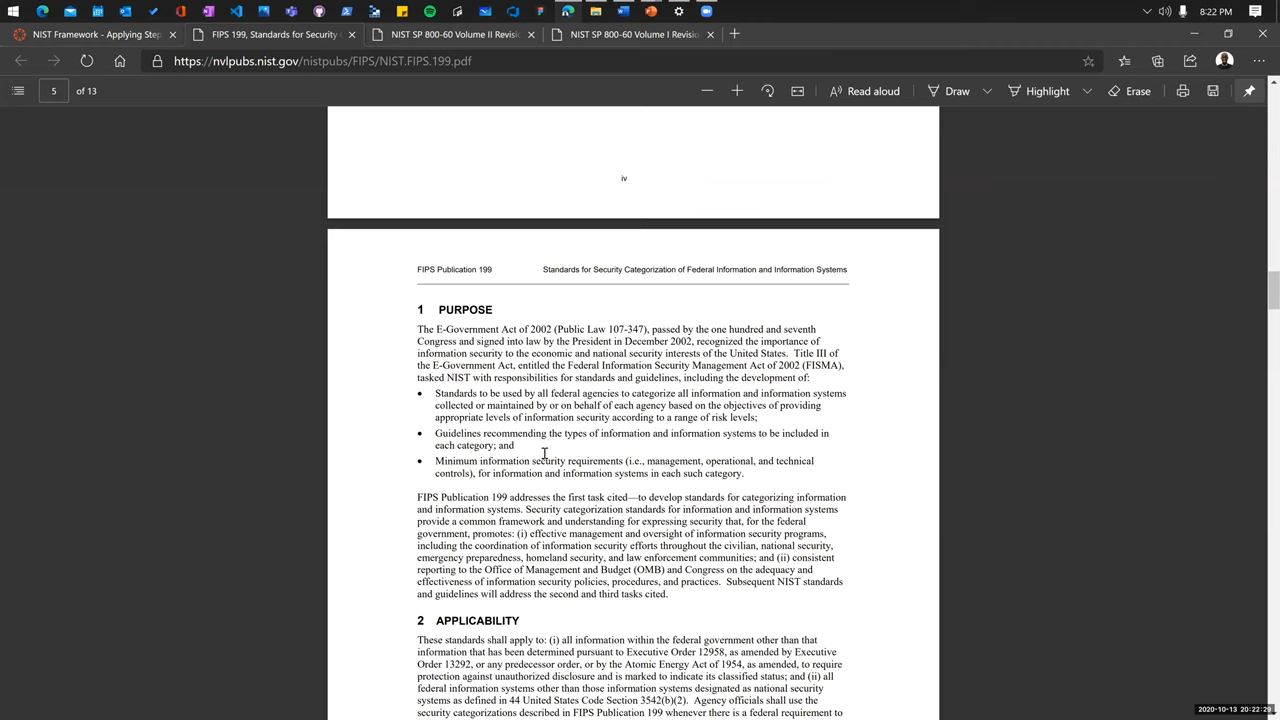 8:22 PM
NIST Framework - Applying Step
FIPS 199, Standards for Security
NIST SP 800-60 Volume II Revisio
NIST SP 800-60 Volume I Revisio
https://nvlpubs.nist.gov/nistpubs/FIPS/NIST.FIPS.199.pdf
5 of 13
Read aloud
Draw
Highlight
Erase
iv
FIPS Publication 199 Standards for Security Categorization of Federal Information and Information Systems
1 PURPOSE
The E-Government Act of 2002 (Public Law 107-347), passed by the one hundred and seventh
Congress and signed into law by the President in December 2002, recognized the importance of
information security to the economic and national security interests of the United States. Title III of
the E-Government Act, entitled the Federal Information Security Management Act of 2002 (FISMA),
tasked NIST with responsibilities for standards and guidelines, including the development of:
• Standards to be used by all federal agencies to categorize all information and information systems
collected or maintained by or on behalf of each agency based on the objectives of providing
appropriate levels of information security according to a range of risk levels;
• Guidelines recommending the types of information and information systems to be included in
each category; and
• Minimum information security requirements (i.e., management, operational, and technical
controls), for information and information systems in each such category.
FIPS Publication 199 addresses the first task cited—to develop standards for categorizing information
and information systems. Security categorization standards for information and information systems
provide a common framework and understanding for expressing security that, for the federal
government, promotes: (i) effective management and oversight of information security programs,
including the coordination of information security efforts throughout the civilian, national security,
emergency preparedness, homeland security, and law enforcement communities; and (ii) consistent
reporting to the Office of Management and Budget (OMB) and Congress on the adequacy and
effectiveness of information security policies, procedures, and practices. Subsequent NIST standards
and guidelines will address the second and third tasks cited.
2 APPLICABILITY
These standards shall apply to: (i) all information within the federal government other than that
information that has been determined pursuant to Executive Order 12958, as amended by Executive
Order 13292, or any predecessor order, or by the Atomic Energy Act of 1954, as amended, to require
protection against unauthorized disclosure and is marked to indicate its classified status; and (ii) all
federal information systems other than those information systems designated as national security
systems as defined in 44 United States Code Section 3542(b)(2). Agency officials shall use the
security categorizations described in FIPS Publication 199 whenever there is a federal requirement to
2020-10-13 20:22:29